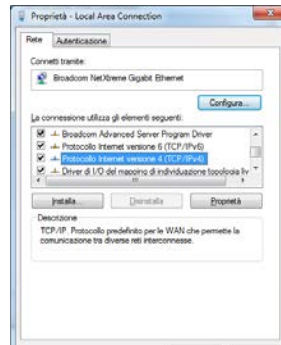 Proprietà - Local Area Connection
Rete
Autenticazione
Connetti tramite:
Broadcom NetXtreme Gigabit Ethernet
Configura...
La connessione utilizza gli elementi seguenti:
Broadcom Advanced Server Program Driver
Protocollo Internet versione 6 (TCP/IPv6)
Protocollo Internet versione 4 (TCP/IPv4)
Driver di I/O del mapping di individuazione topologia liv
Installa...
Disinstalla
Proprietà
Descrizione
TCP/IP. Protocollo predefinito per le WAN che permette la
comunicazione tra diverse reti interconnesse.